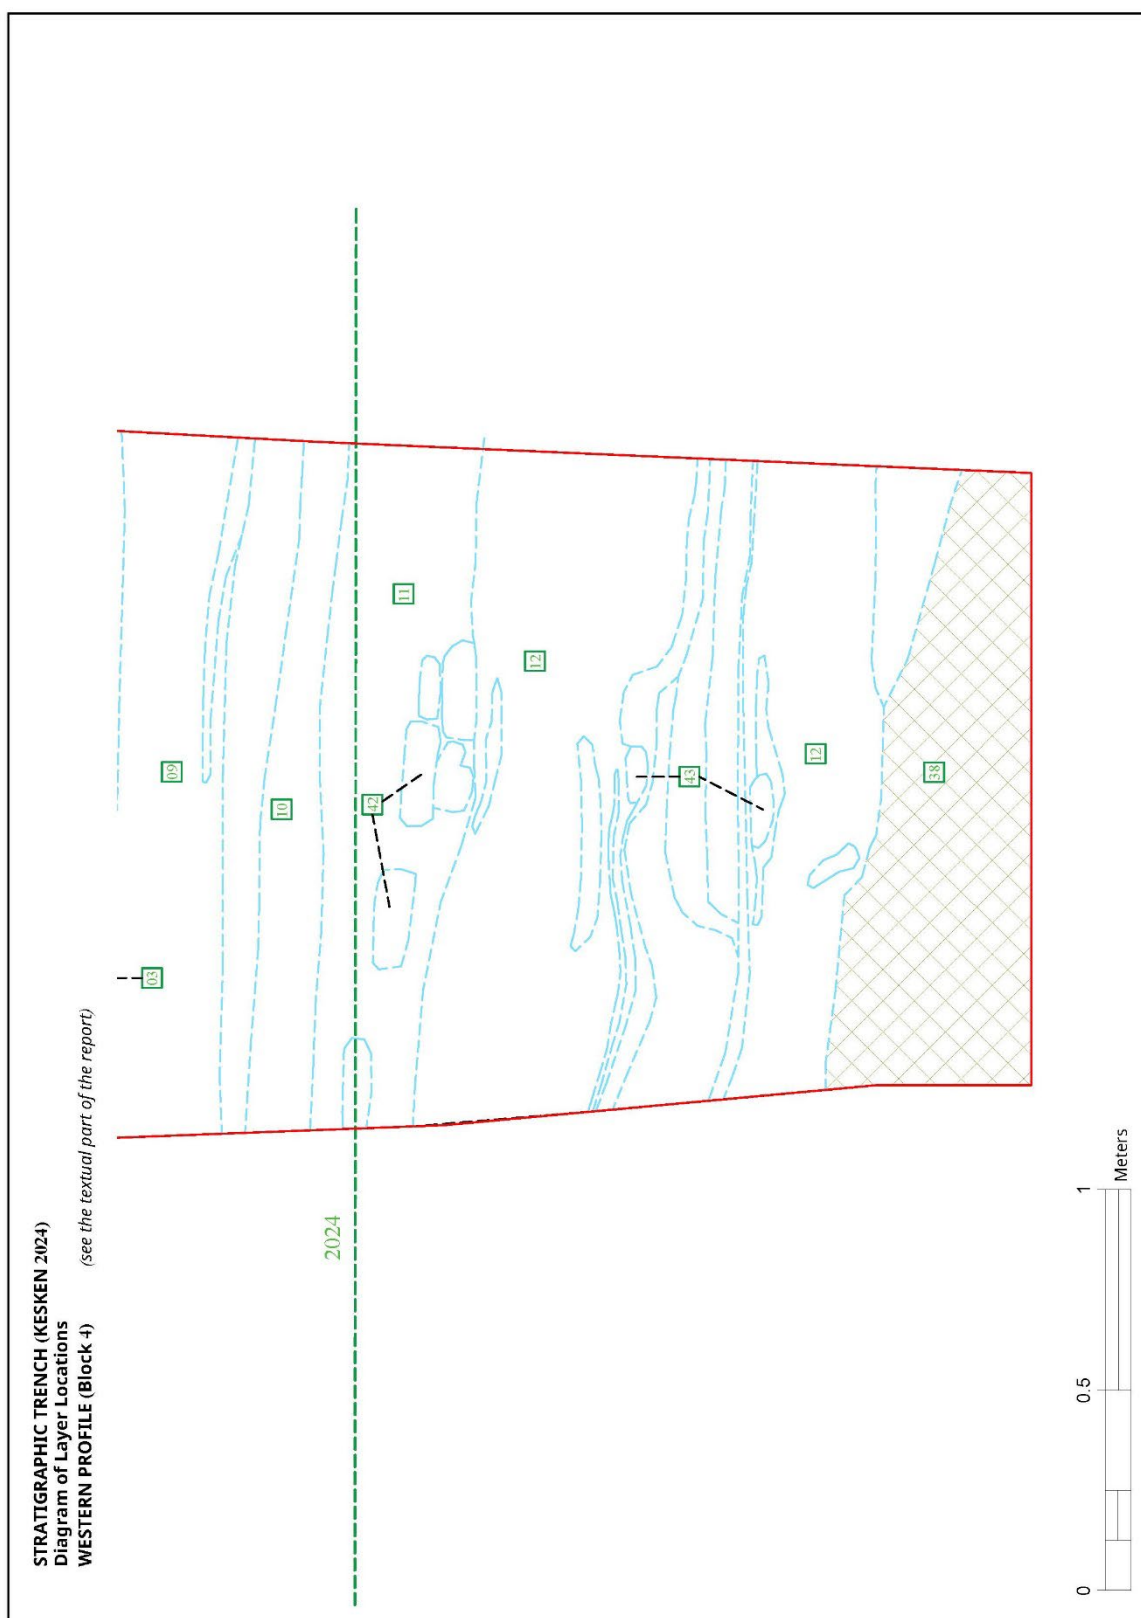 STRATIGRAPHIC TRENCH (KESKEN 2024)
Diagram of Layer Locations
WESTERN PROFILE (Block 4) (see the textual part of the report)
2024
03
09
10
42
11
12
43
12
38
0 0.5 1
Meters